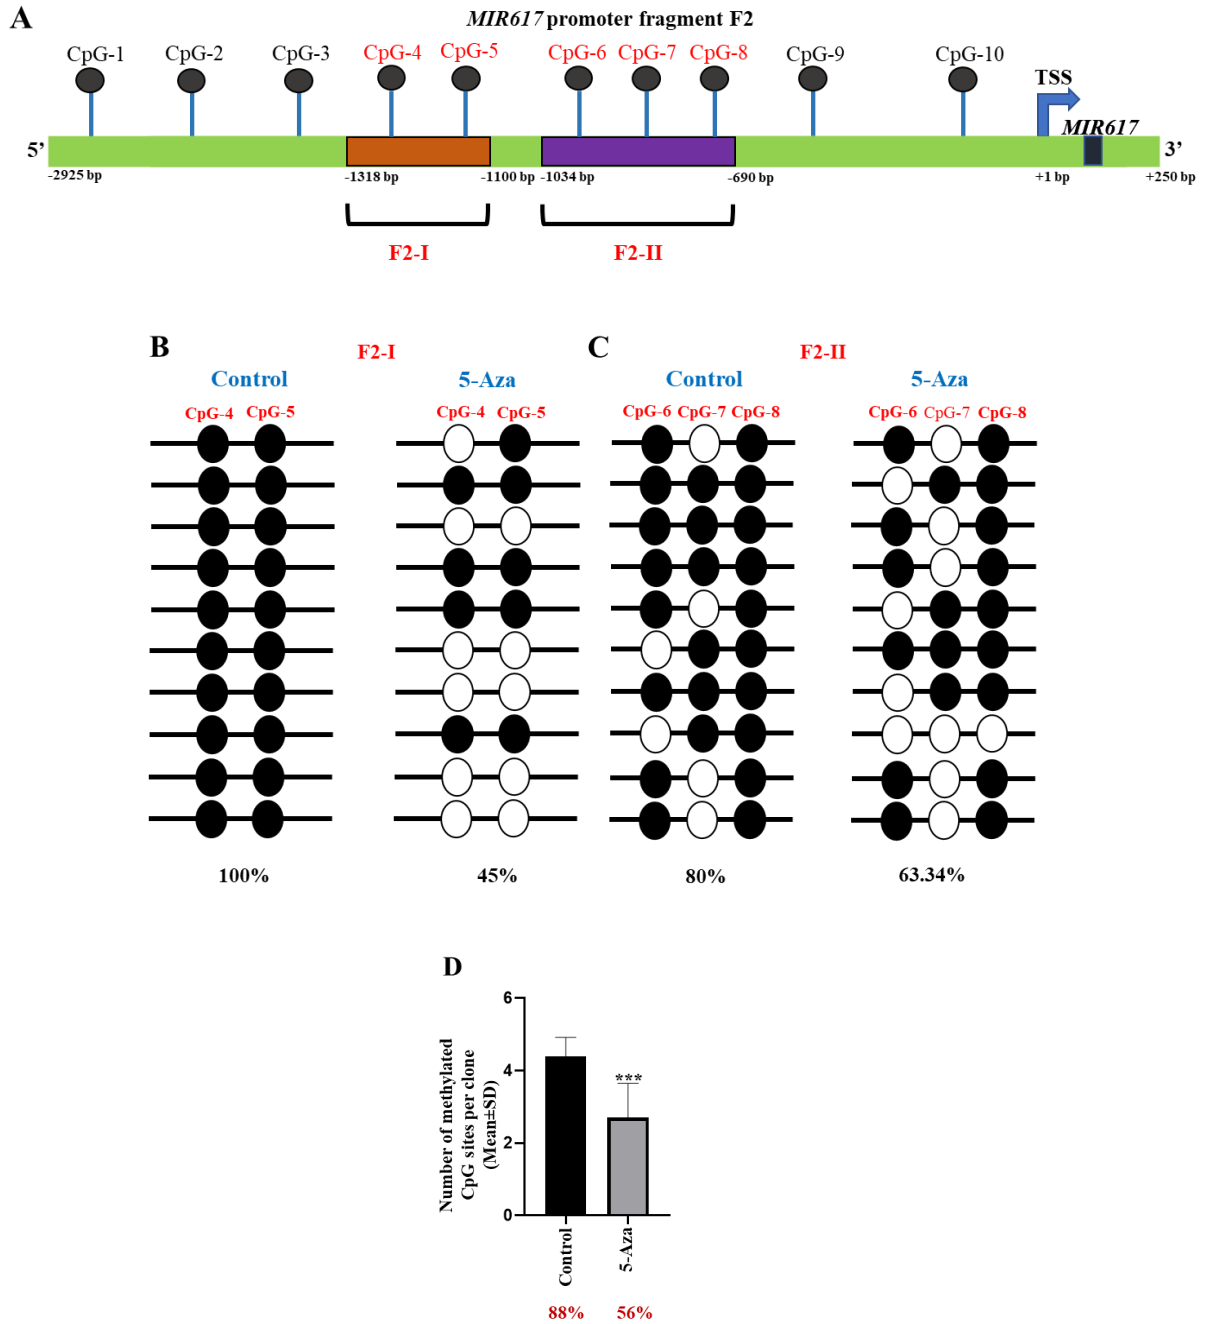 A
MIR617 promoter fragment F2
CpG-1 CpG-2 CpG-3 CpG-4 CpG-5 CpG-6 CpG-7 CpG-8 CpG-9 CpG-10
TSS
MIR617
5’ 3’
-2925 bp -1318 bp -1100 bp -1034 bp -690 bp +1 bp +250 bp
F2-I F2-II
B F2-I C F2-II
Control 5-Aza Control 5-Aza
CpG-4 CpG-5 CpG-4 CpG-5 CpG-6 CpG-7 CpG-8 CpG-6 CpG-7 CpG-8
100% 45% 80% 63.34%
D
Number of methylated
CpG sites per clone
(Mean±SD)
6
4
2
0
***
Control 5-Aza
88% 56%